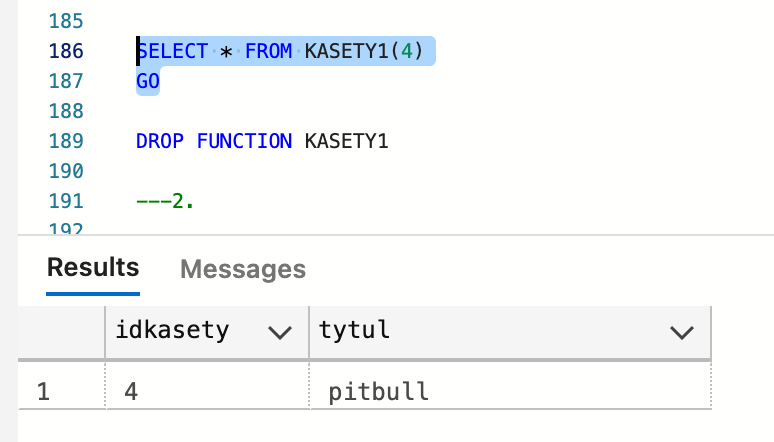 185
186 SELECT * FROM KASETY1(4)
187 GO
188
189 DROP FUNCTION KASETY1
190
191 ---2.
192
Results Messages
idkasety tytul
1 4 pitbull